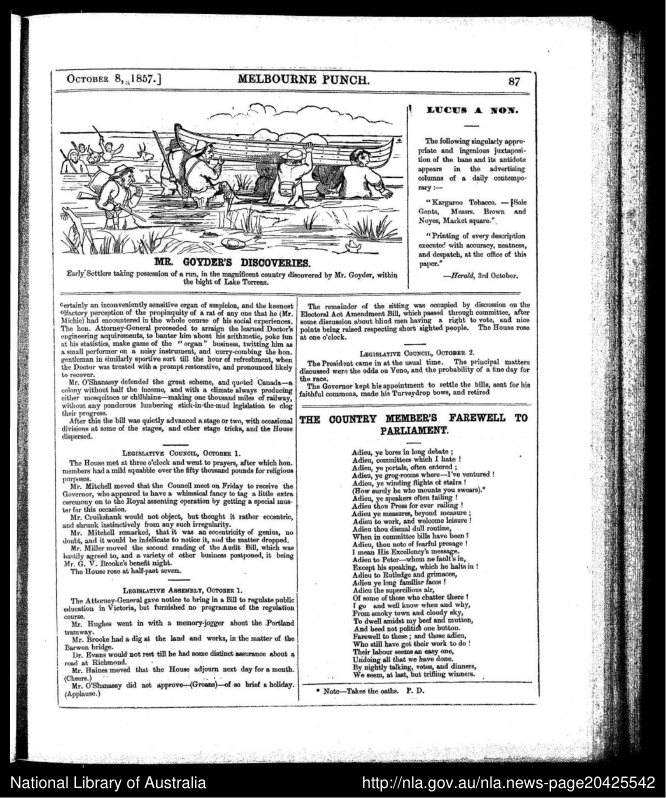 OCTOBER 8, 1857.]
MELBOURNE PUNCH.
87
MR. GOYDER'S DISCOVERIES.
Early Settlers taking possession of a run, in the magnificent country discovered by Mr. Goyder, within
the bight of Lake Torrens.
LUCUS A NON.
The following singularly appro-
priate and ingenious juxtaposi-
tion of the bane and its antidote
appears in the advertising
columns of a daily contempo-
rary :—
"Kargaroo Tobacco. — Sole
Gents, Messrs. Brown and
Noyes, Market square."
"Printing of every description
executed with accuracy, neatness,
and despatch, at the office of this
paper."
—Herald, 3rd October.
certainly an inconveniently sensitive organ of suspicion, and the keenest
olfactory perception of the propinquity of a rat of any one that he (Mr.
Michie) had encountered in the whole course of his social experiences.
The hon. Attorney-General proceeded to arraign the learned Doctor's
engineering acquirements, to banter him about his arithmetic, poke fun
at his statistics, make game of the "organ" business, twitting him as
a small performer on a noisy instrument, and curry-combing the hon.
gentleman in similarly sportive sort till the hour of refreshment, when
the Doctor was treated with a prompt restorative, and pronounced likely
to recover.
Mr. O'Shanassy defended the great scheme, and quoted Canada—a
colony without half the income, and with a climate always producing
either mosquitoes or chilblains—making one thousand miles of railway,
without any ponderous lumbering stick-in-the-mud legislation to clog
their progress.
After this the bill was quietly advanced a stage or two, with occasional
divisions at some of the stages, and other stage tricks, and the House
dispersed.
LEGISLATIVE COUNCIL, OCTOBER 1.
The House met at three o'clock and went to prayers, after which hon.
members had a mild squabble over the fifty thousand pounds for religious
purposes.
Mr. Mitchell moved that the Council meet on Friday to receive the
Governor, who appeared to have a whimsical fancy to tag a little extra
ceremony on to the Royal assenting operation by getting a special mus-
ter for this occasion.
Mr. Cruikshank would not object, but thought it rather eccentric,
and shrunk instinctively from any such irregularity.
Mr. Mitchell remarked, that it was an eccentricity of genius, no
doubt, and it would be indelicate to notice it, and the matter dropped.
Mr. Miller moved the second reading of the Audit Bill, which was
hastily agreed to, and a variety of other business postponed, it being
Mr. G. V. Brooke's benefit night.
The House rose at half-past seven.
LEGISLATIVE ASSEMBLY, OCTOBER 1.
The Attorney-General gave notice to bring in a Bill to regulate public
education in Victoria, but furnished no programme of the regulation
course.
Mr. Hughes went in with a memory-jogger about the Portland
tramway.
Mr. Brooke had a dig at the land and works, in the matter of the
Barwon bridge.
Dr. Evans would not rest till he had some distinct assurance about a
road at Richmond.
Mr. Haines moved that the House adjourn next day for a month.
(Cheers.)
Mr. O'Shanassy did not approve—(Groans)—of so brief a holiday.
(Applause.)
The remainder of the sitting was occupied by discussion on the
Electoral Act Amendment Bill, which passed through committee, after
some discussion about blind men having a right to vote, and nice
points being raised respecting short sighted people. The House rose
at one o'clock.
LEGISLATIVE COUNCIL, OCTOBER 2.
The President came in at the usual time. The principal matters
discussed were the odds on Veno, and the probability of a fine day for
the race.
The Governor kept his appointment to settle the bills, sent for his
faithful commons, made his Turveydrop bows, and retired
THE COUNTRY MEMBER'S FAREWELL TO
PARLIAMENT.
Adieu, ye bores in long debate ;
Adieu, committees which I hate !
Adieu, ye portals, often entered ;
Adieu, ye grog-rooms where—I've ventured !
Adieu, ye winding flights of stairs !
(How surely he who mounts you swears).*
Adieu, ye speakers often failing !
Adieu thou Press for ever railing !
Adieu ye measures, beyond measure ;
Adieu to work, and welcome leisure !
Adieu thou dismal dull routine,
When in committee bills have been !
Adieu, thou note of fearful presage !
I mean His Excellency's message.
Adieu to Peter—whom no fault's in,
Except his speaking, which he halts in !
Adieu to Rutledge and grimaces,
Adieu ye long familiar faces !
Adieu the supercilious air,
Of some of those who chatter there !
I go and well know when and why,
From smoky town and cloudy sky,
To dwell amidst my beef and mutton,
And heed not politics one button.
Farewell to these ; and those adieu,
Who still have got their work to do !
Their labour seems an easy one,
Undoing all that we have done.
By nightly talking, votes, and dinners,
We seem, at last, but trifling winners.
* Note—Takes the oaths. P. D.
National Library of Australia
http://nla.gov.au/nla.news-page20425542